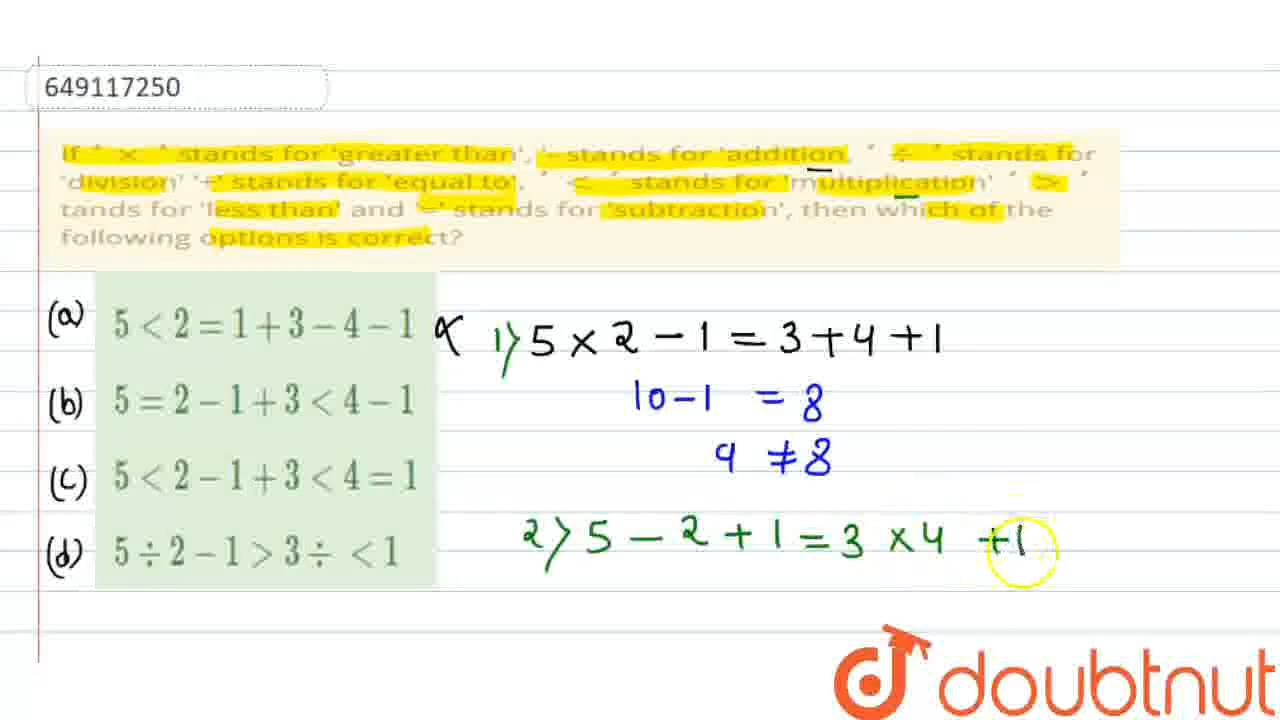 649117250
If ' × ' stands for 'greater than', '- stands for 'addition, ' ÷ ' stands for
'division' '+' stands for 'equal to', ' < ' stands for 'multiplication' ' > '
tands for 'less than' and '=' stands for 'subtraction', then which of the
following options is correct?
(a) 5 < 2 = 1 + 3 − 4 − 1
1) 5 × 2 − 1 = 3 + 4 + 1
10 − 1 = 8
(b) 5 = 2 − 1 + 3 < 4 − 1
9 ≠ 8
(c) 5 < 2 − 1 + 3 < 4 = 1
2) 5 − 2 + 1 = 3 × 4 + 1
(d) 5 ÷ 2 − 1 > 3 ÷ < 1
doubtnut